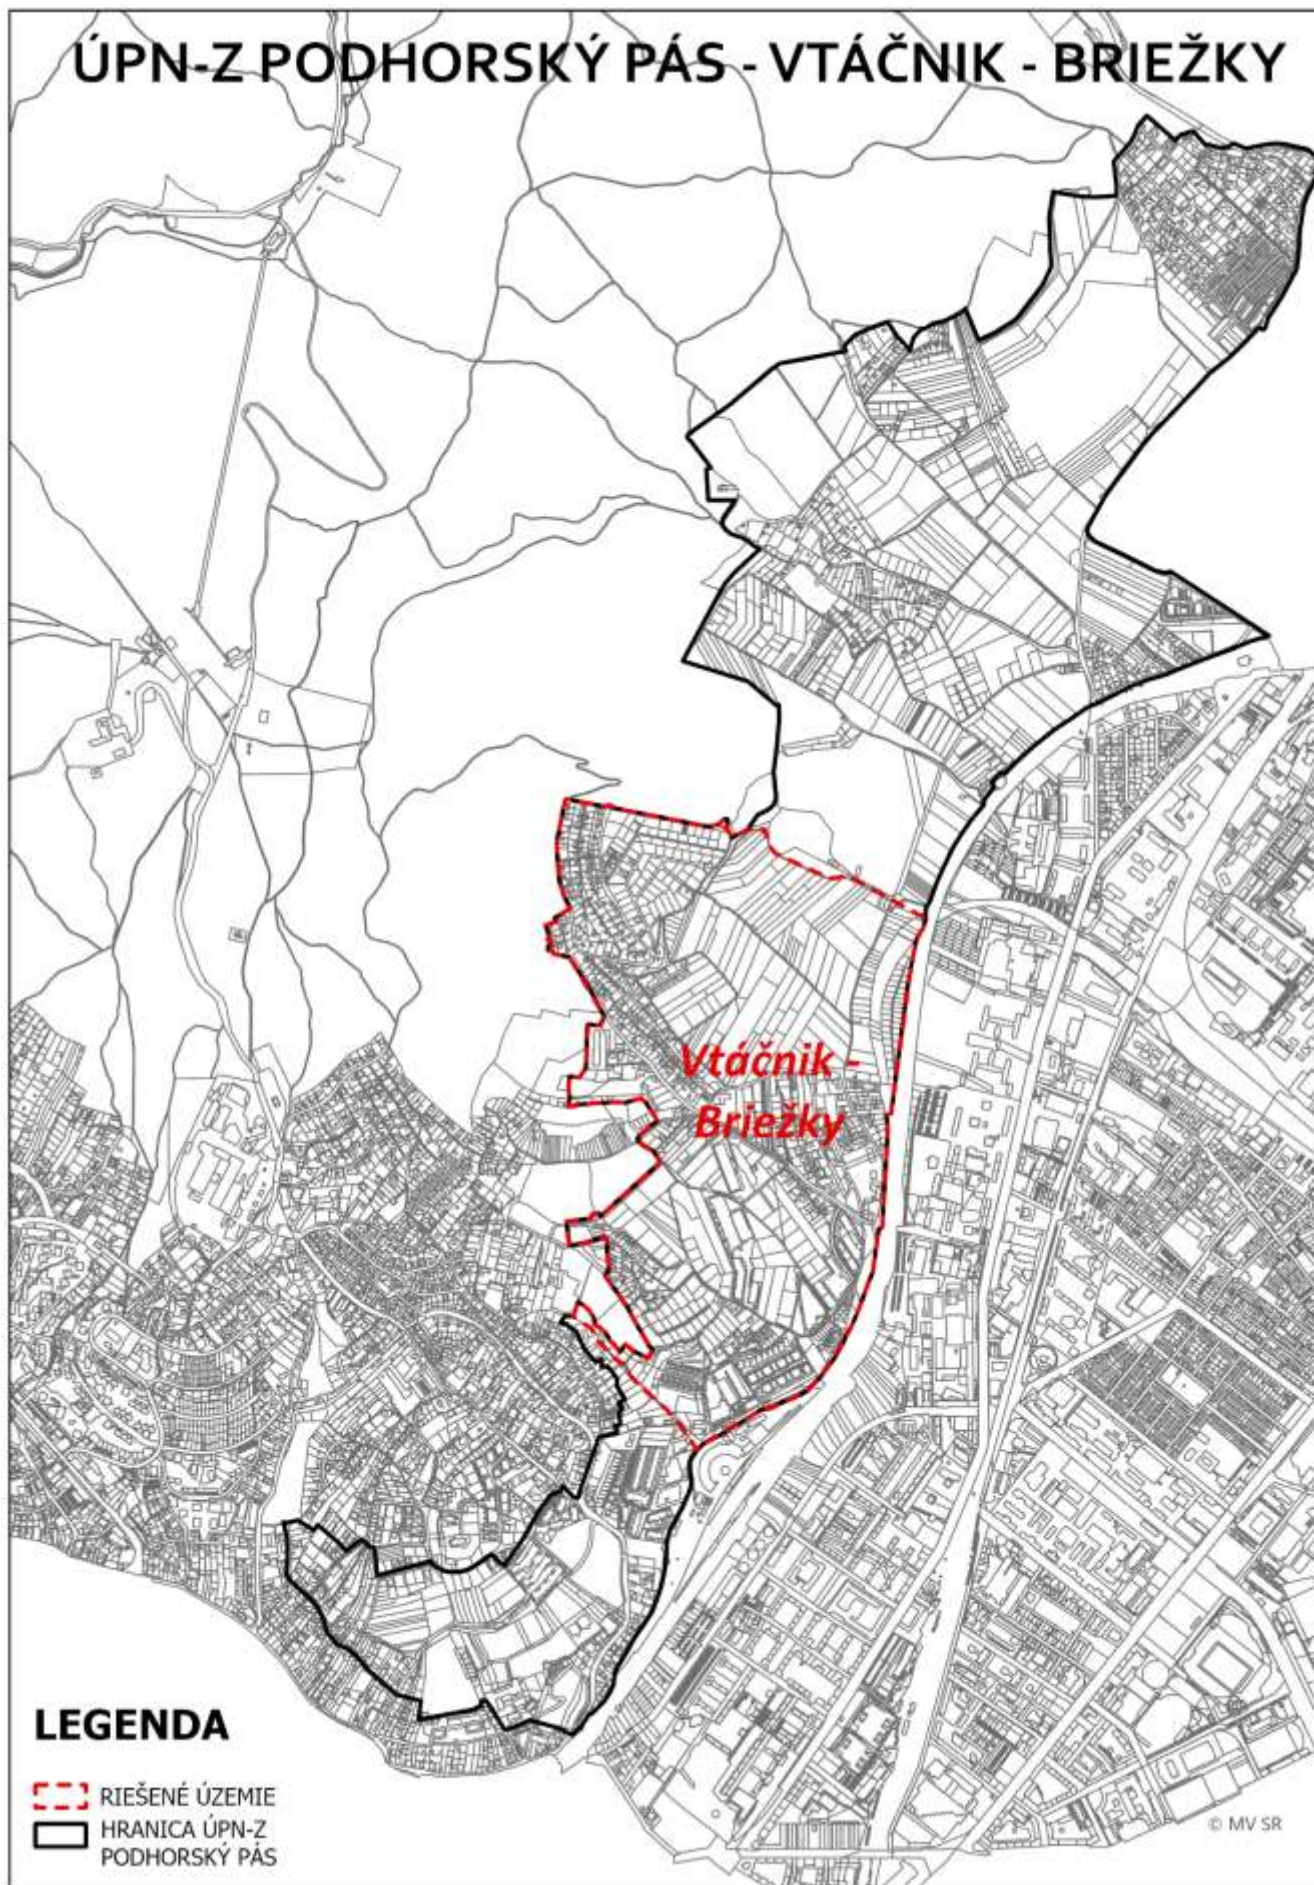 ÚPN-Z PODHORSKÝ PÁS - VTÁČNIK - BRIEŽKY
Vtáčnik -
Briežky
LEGENDA
RIEŠENÉ ÚZEMIE
HRANICA ÚPN-Z
PODHORSKÝ PÁS
© MV SR